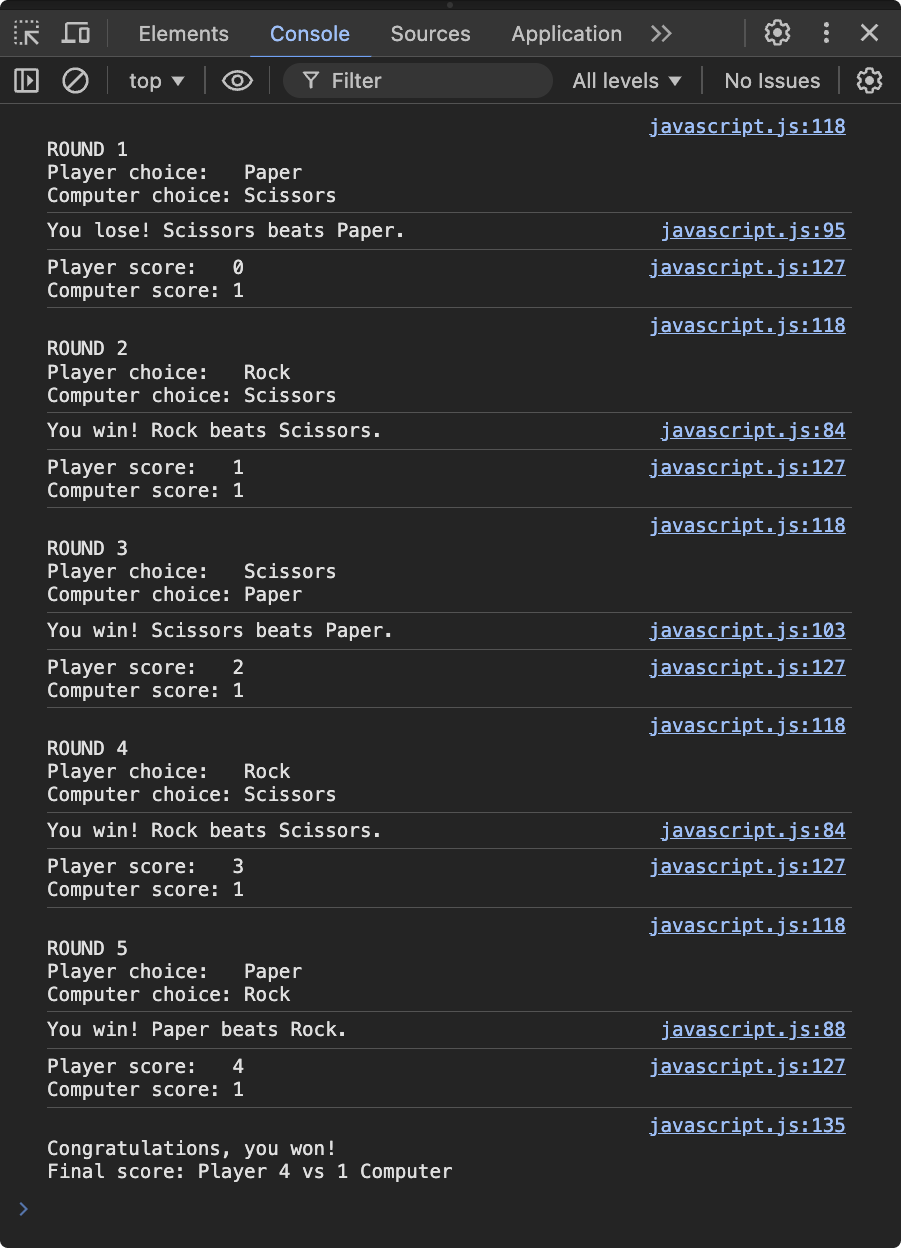 Elements Console Sources Application
top Filter All levels No Issues
javascript.js:118
ROUND 1
Player choice:   Paper
Computer choice: Scissors
You lose! Scissors beats Paper. javascript.js:95
Player score:   0 javascript.js:127
Computer score: 1
javascript.js:118
ROUND 2
Player choice:   Rock
Computer choice: Scissors
You win! Rock beats Scissors. javascript.js:84
Player score:   1 javascript.js:127
Computer score: 1
javascript.js:118
ROUND 3
Player choice:   Scissors
Computer choice: Paper
You win! Scissors beats Paper. javascript.js:103
Player score:   2 javascript.js:127
Computer score: 1
javascript.js:118
ROUND 4
Player choice:   Rock
Computer choice: Scissors
You win! Rock beats Scissors. javascript.js:84
Player score:   3 javascript.js:127
Computer score: 1
javascript.js:118
ROUND 5
Player choice:   Paper
Computer choice: Rock
You win! Paper beats Rock. javascript.js:88
Player score:   4 javascript.js:127
Computer score: 1
javascript.js:135
Congratulations, you won!
Final score: Player 4 vs 1 Computer